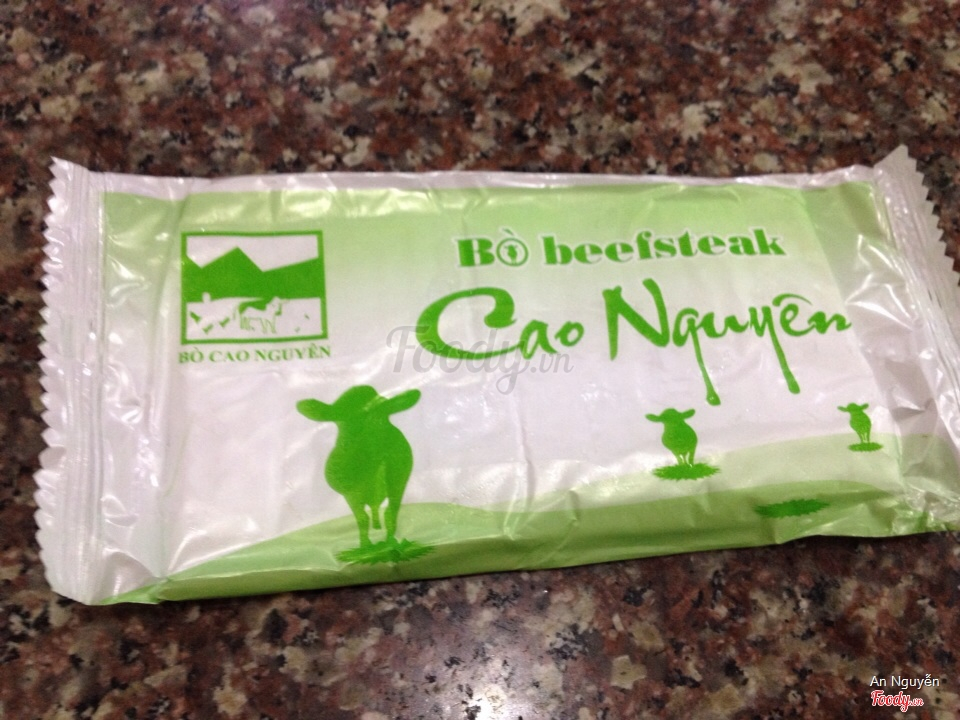 Bò beefsteak
Cao Nguyên
BÒ CAO NGUYÊN
Foody.vn
An Nguyễn
Foody.vn